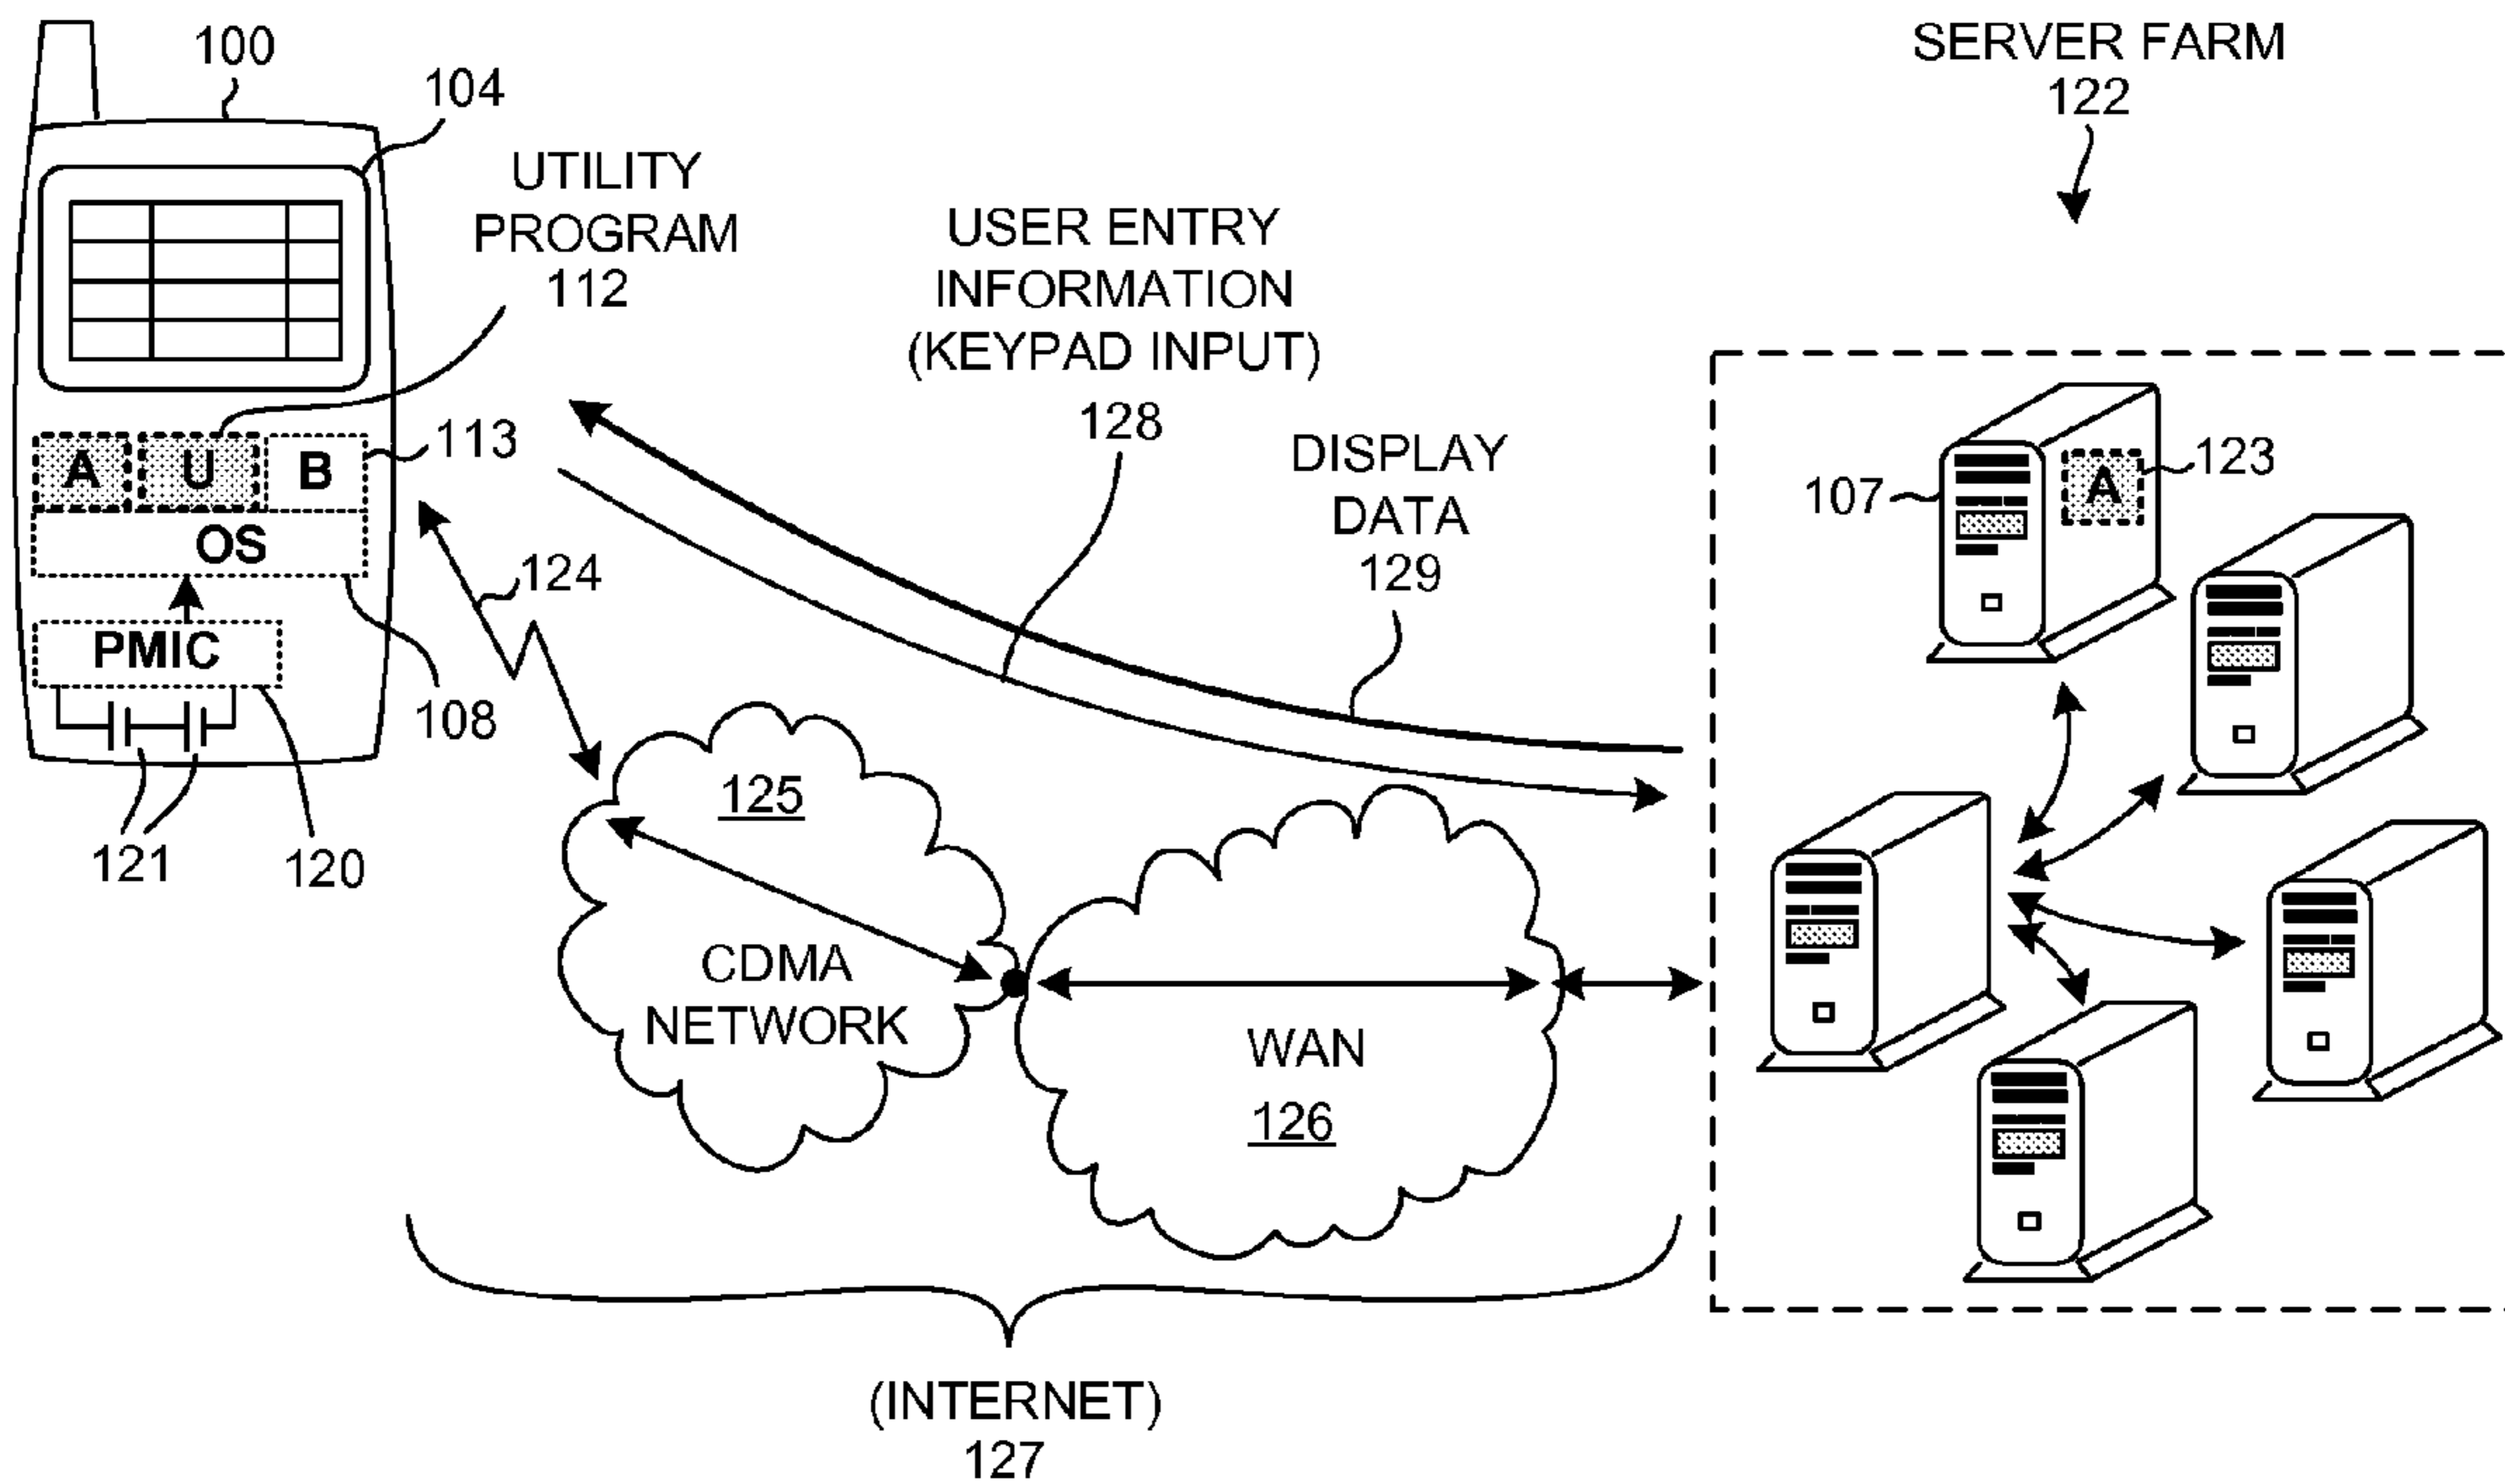 100
104
UTILITY
PROGRAM
112
USER ENTRY
INFORMATION
(KEYPAD INPUT)
128
DISPLAY
DATA
129
SERVER FARM
122
A U B
113
OS
124
PMIC
108
121
120
107
A
123
125
CDMA
NETWORK
WAN
126
(INTERNET)
127